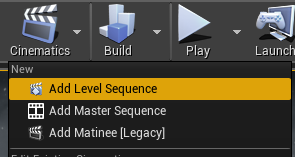 Cinematics Build Play Launch
New
Add Level Sequence
Add Master Sequence
Add Matinee [Legacy]